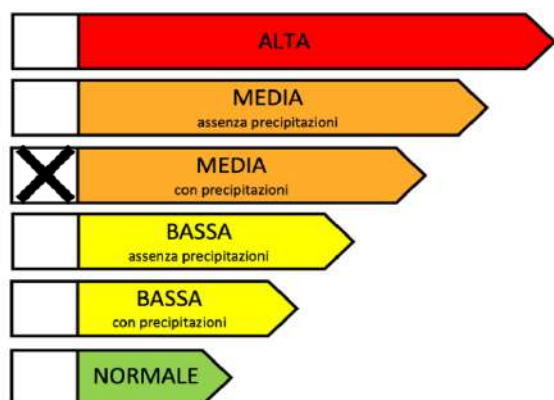 ALTA
MEDIA
assenza precipitazioni
MEDIA
con precipitazioni
BASSA
assenza precipitazioni
BASSA
con precipitazioni
NORMALE